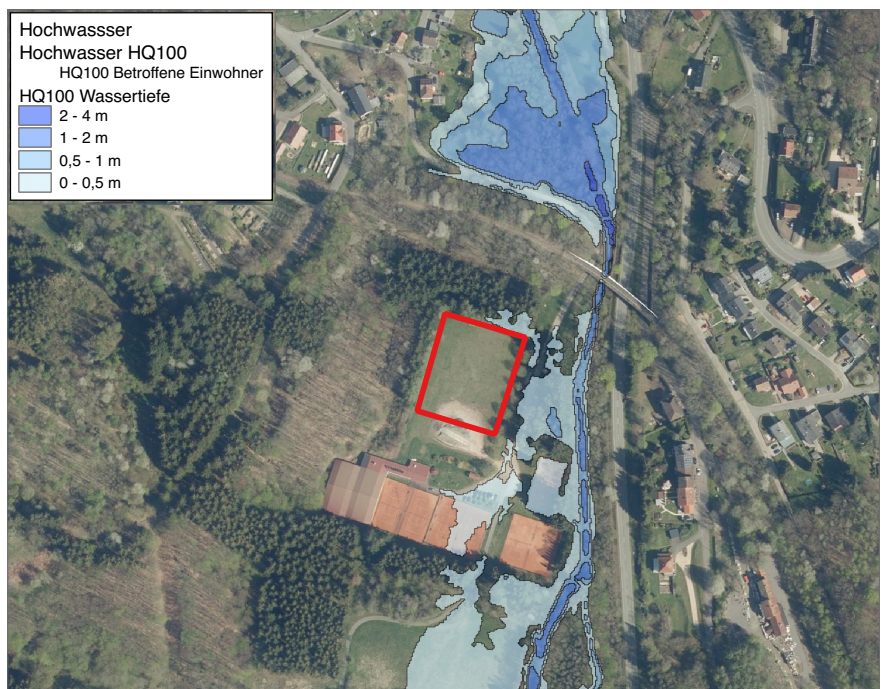 Hochwassser
Hochwasser HQ100
HQ100 Betroffene Einwohner
HQ100 Wassertiefe
2 - 4 m
1 - 2 m
0,5 - 1 m
0 - 0,5 m